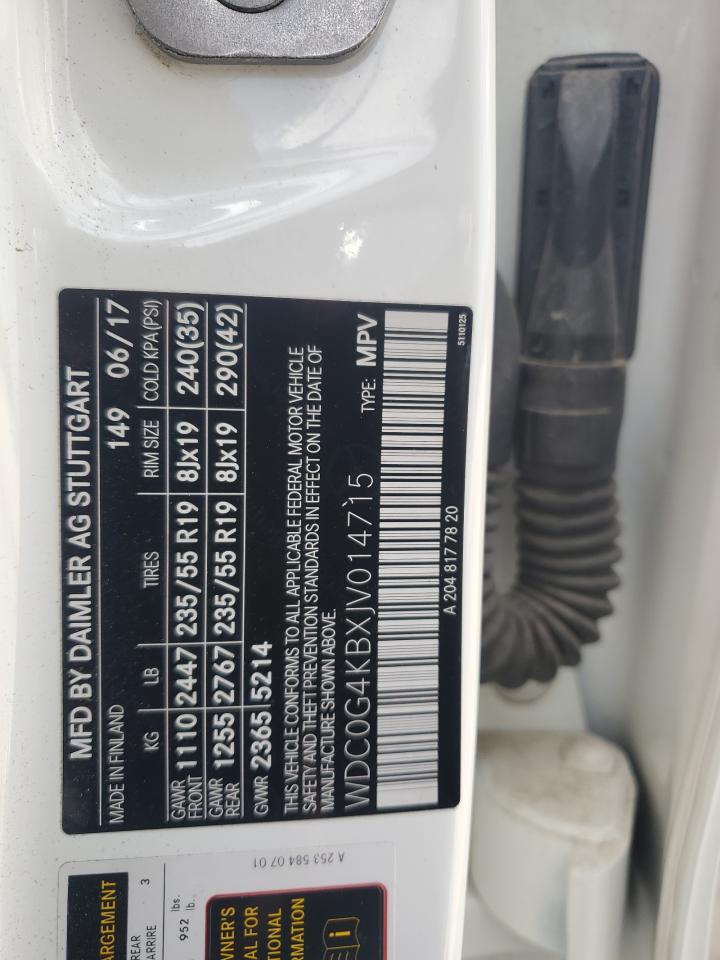 MFD BY DAIMLER AG STUTTGART
MADE IN FINLAND 149 06/17
KG LB TIRES RIM SIZE COLD KPA(PSI)
GAWR FRONT 1110 2447 235/55 R19 8Jx19 240(35)
GAWR REAR 1255 2767 235/55 R19 8Jx19 290(42)
GVWR 2365 5214
THIS VEHICLE CONFORMS TO ALL APPLICABLE FEDERAL MOTOR VEHICLE
SAFETY AND THEFT PREVENTION STANDARDS IN EFFECT ON THE DATE OF
MANUFACTURE SHOWN ABOVE.
WDC0G4KBXJV014715 TYPE: MPV
A 204 817 78 20
5110125
A 253 584 07 01
ARGEMENT
REAR
ARRIRE 3
952 lbs.
lb.
WNER'S
AL FOR
TIONAL
RMATION
i